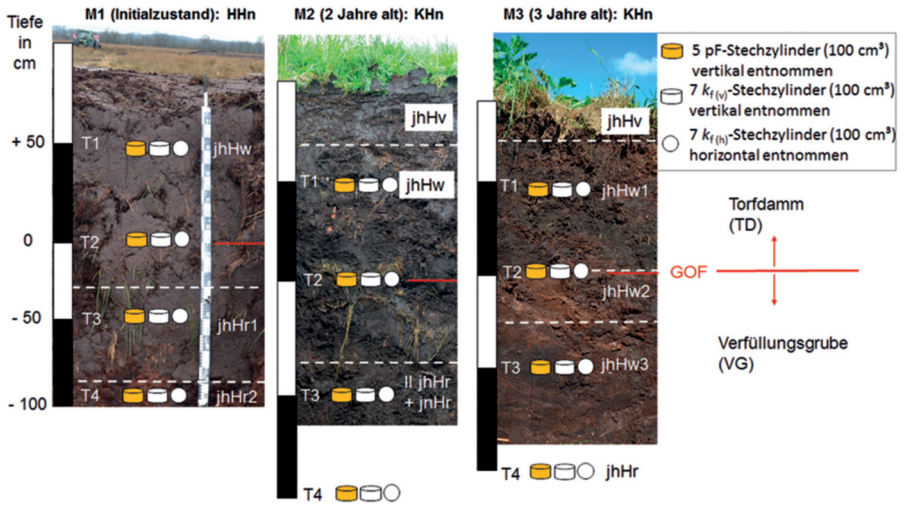 Tiefe
in
cm
M1 (Initialzustand): HHn
M2 (2 Jahre alt): KHn
M3 (3 Jahre alt): KHn
5 pF-Stechzylinder (100 cm³)
vertikal entnommen
7 kf (v)-Stechzylinder (100 cm³)
vertikal entnommen
7 kf (h)-Stechzylinder (100 cm³)
horizontal entnommen
+ 50
0
- 50
- 100
T1
jhHw
T2
T3
jhHr1
T4
jhHr2
jhHv
T1
jhHw
T2
T3
II jhHr
+ jnHr
T4
jhHv
T1
jhHw1
T2
jhHw2
T3
jhHw3
T4
jhHr
Torfdamm
(TD)
GOF
Verfüllungsgrube
(VG)